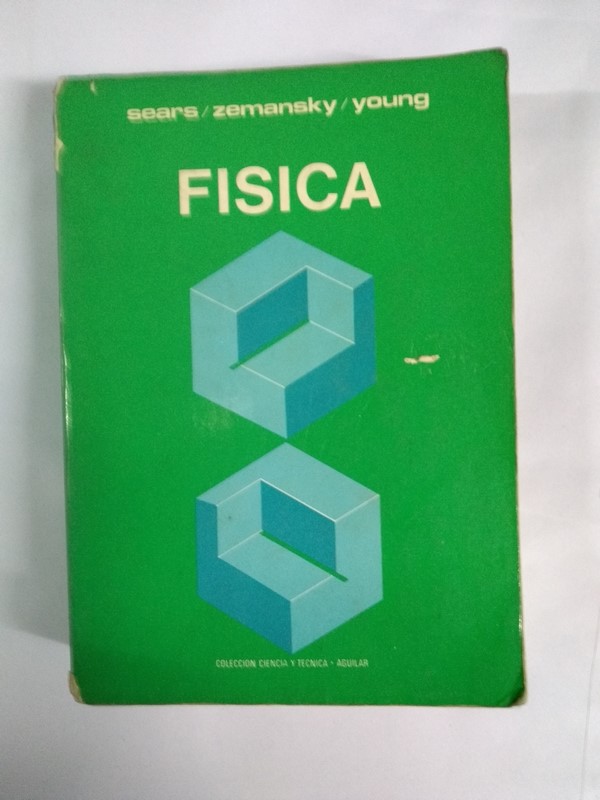 sears / zemansky / young
FISICA
COLECCION CIENCIA Y TECNICA - AGUILAR